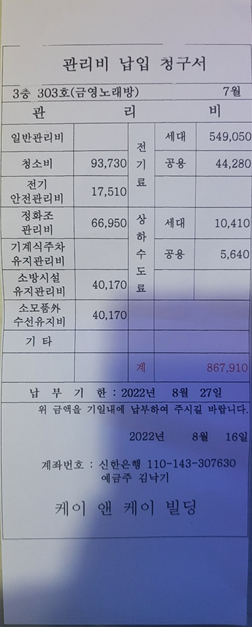 관리비 납입 청구서
3층 303호(금영노래방) 7월
관 리 비
일반관리비 전기료 세대 549,050
청소비 93,730 공용 44,280
전기안전관리비 17,510
정화조관리비 66,950 상하수도료 세대 10,410
기계식주차유지관리비 공용 5,640
소방시설유지관리비 40,170
소모품外수선유지비 40,170
기 타
계 867,910
납 부 기 한 : 2022년 8월 27일
위 금액을 기일내에 납부하여 주시길 바랍니다.
2022년 8월 16일
계좌번호 : 신한은행 110-143-307630
예금주 김낙기
케이 앤 케이 빌딩